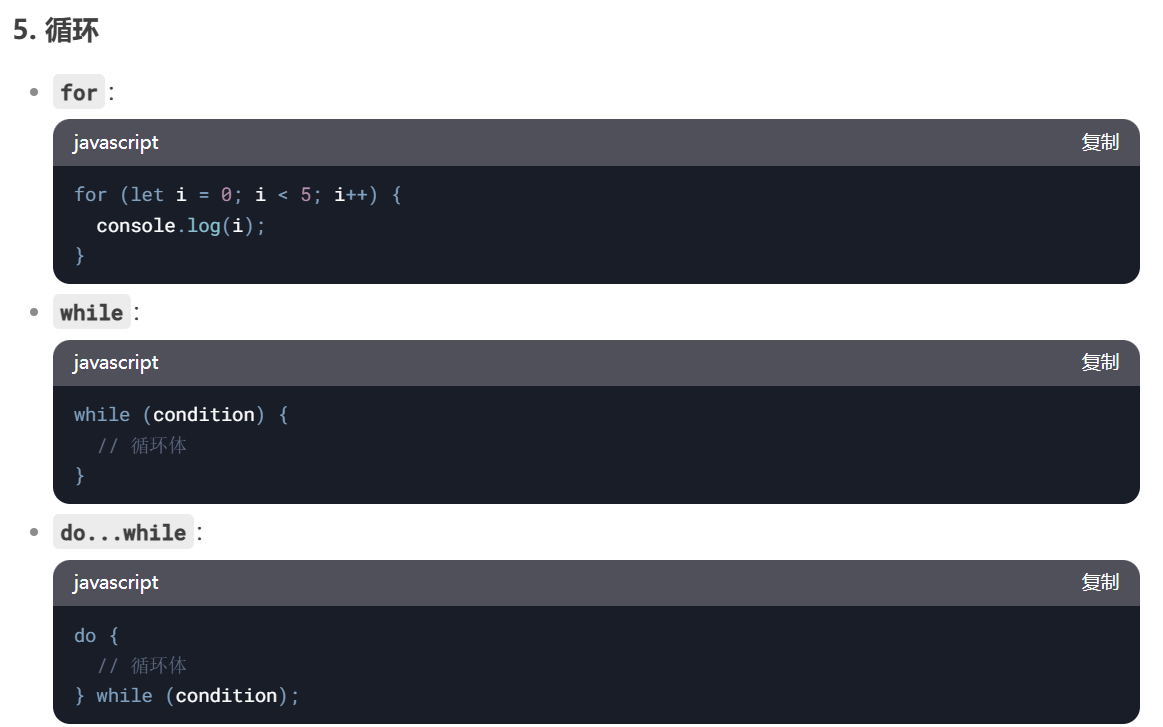 5. 循环
for:
javascript 复制
for (let i = 0; i < 5; i++) {
  console.log(i);
}
while:
javascript 复制
while (condition) {
  // 循环体
}
do...while:
javascript 复制
do {
  // 循环体
} while (condition);